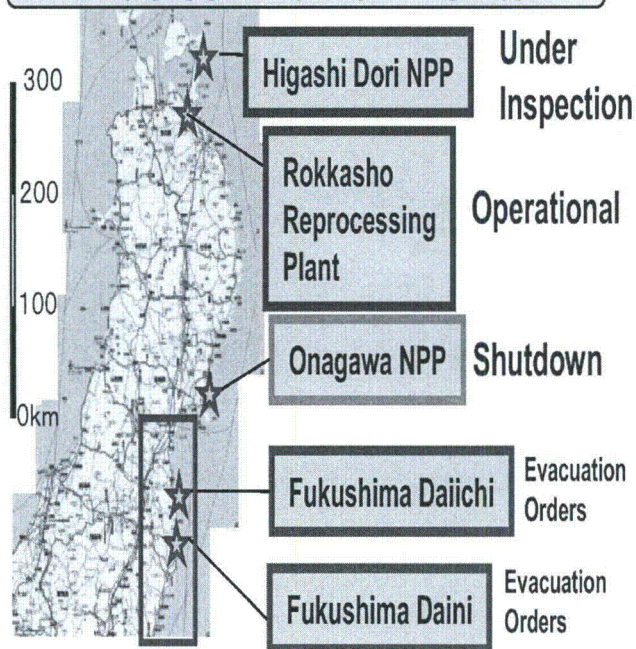 300
200
100
0km
Higashi Dori NPP
Under
Inspection
Rokkasho
Reprocessing
Plant
Operational
Onagawa NPP
Shutdown
Fukushima Daiichi
Evacuation
Orders
Fukushima Daini
Evacuation
Orders